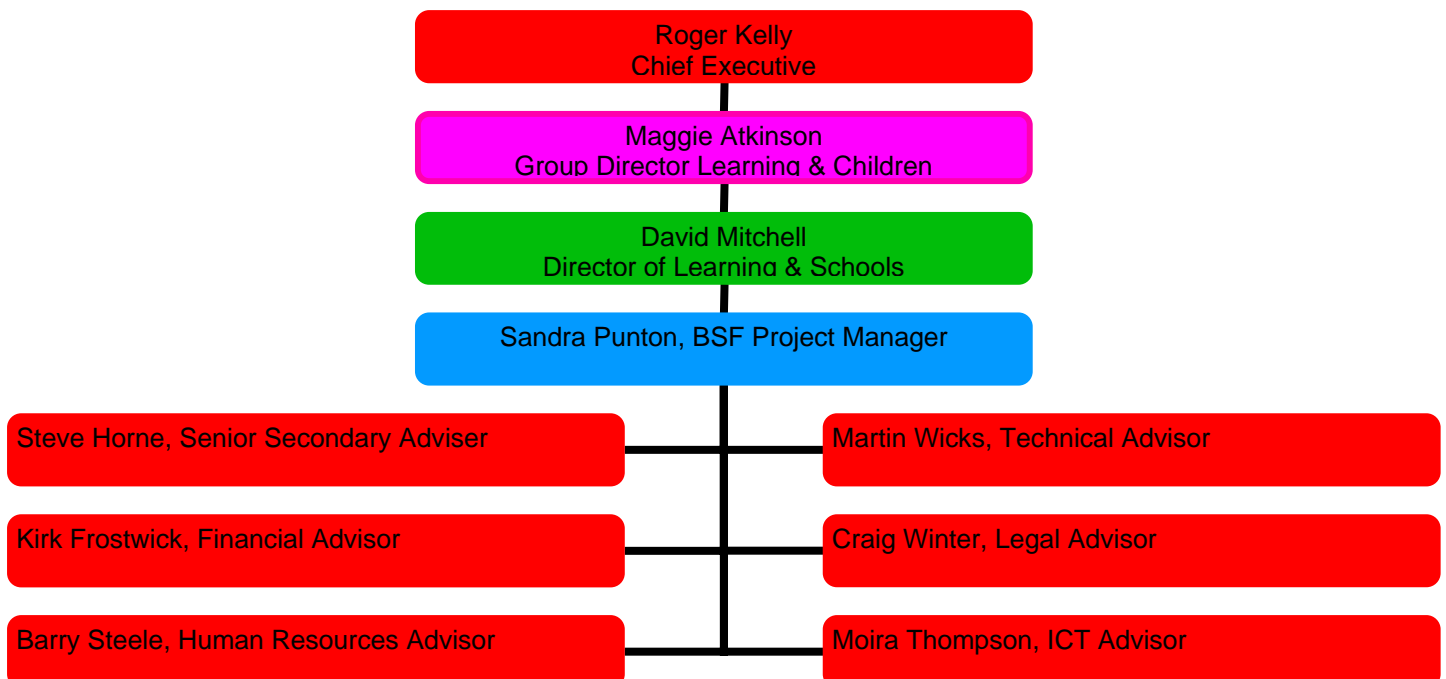 Roger Kelly
Chief Executive
Maggie Atkinson
Group Director Learning & Children
David Mitchell
Director of Learning & Schools
Sandra Punton, BSF Project Manager
Steve Horne, Senior Secondary Adviser
Martin Wicks, Technical Advisor
Kirk Frostwick, Financial Advisor
Craig Winter, Legal Advisor
Barry Steele, Human Resources Advisor
Moira Thompson, ICT Advisor